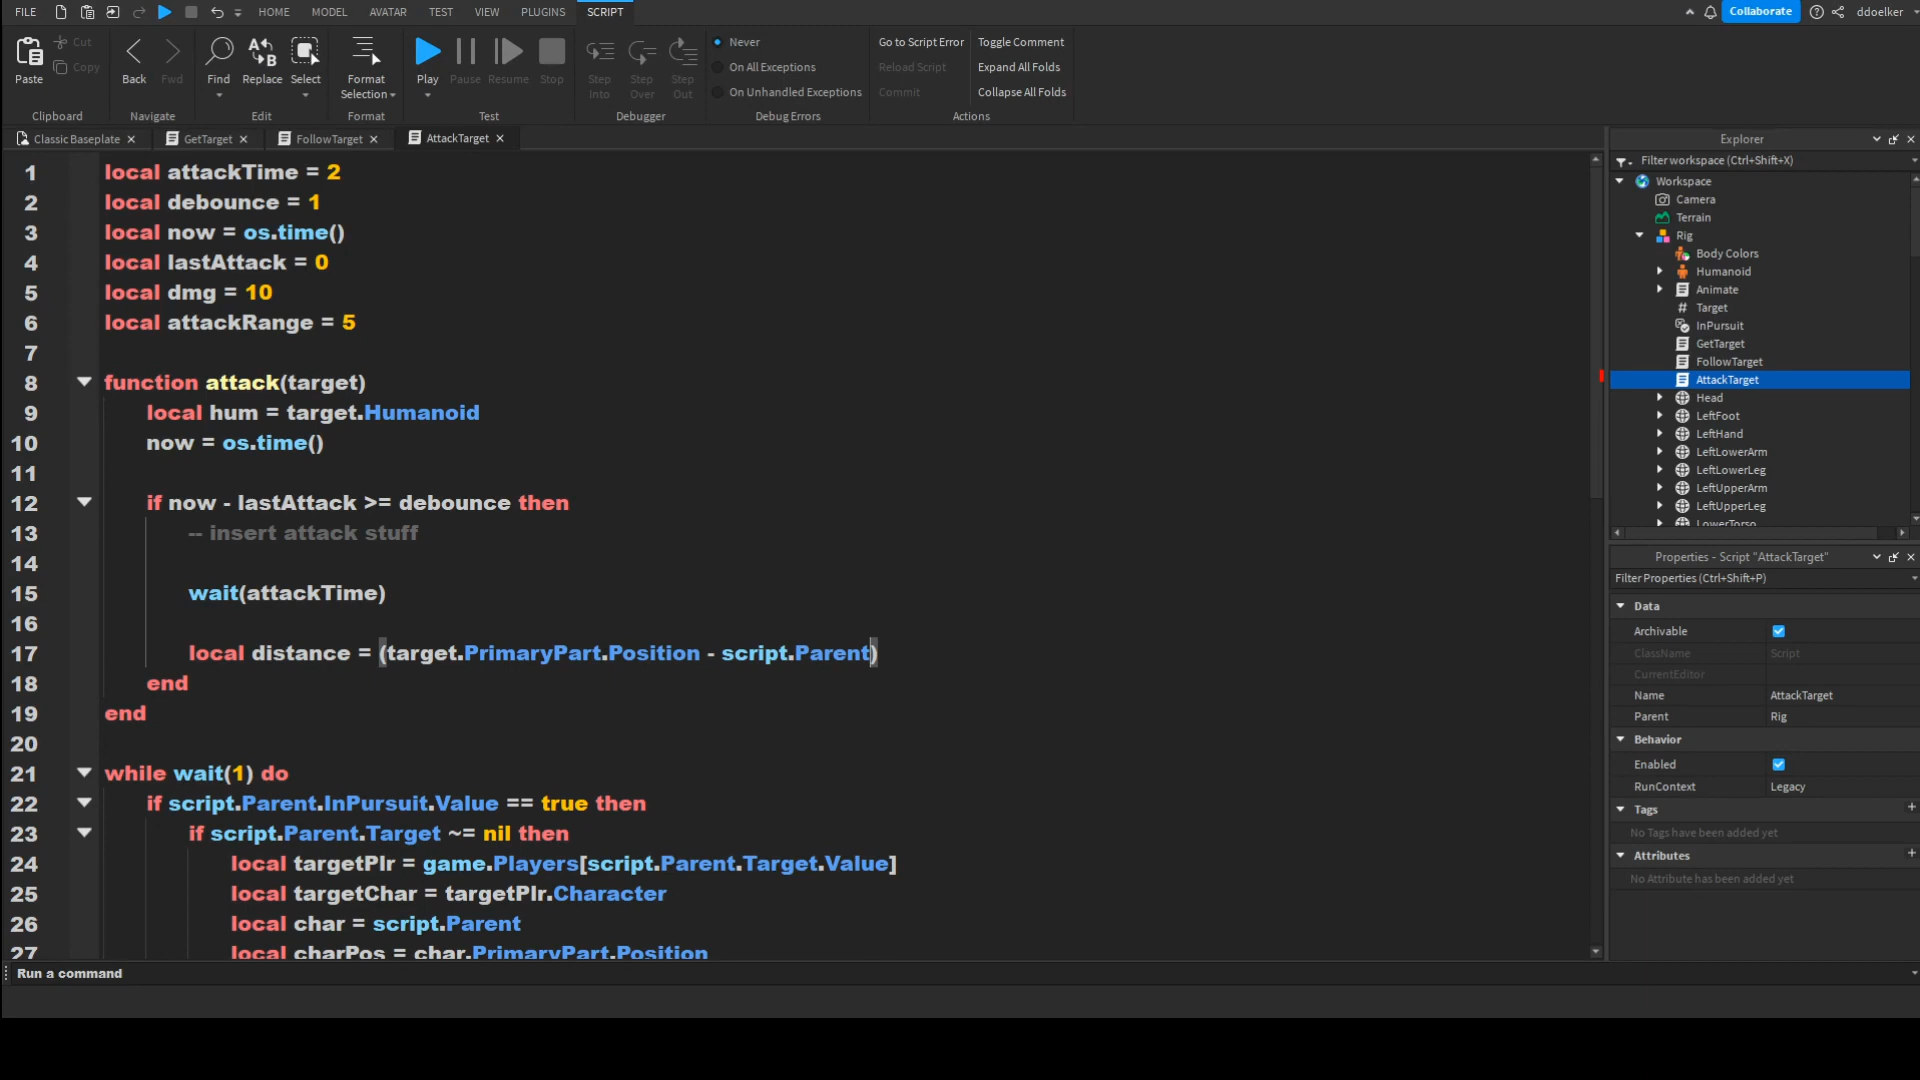 FILE HOME MODEL AVATAR TEST VIEW PLUGINS SCRIPT Collaborate ddoelker
Paste Cut Copy Back Fwd Find Replace Select Format Selection Play Pause Resume Stop Step Into Step Over Step Out
Never Go to Script Error Toggle Comment
On All Exceptions Reload Script Expand All Folds
On Unhandled Exceptions Commit Collapse All Folds
Clipboard Navigate Edit Format Test Debugger Debug Errors Actions
Classic Baseplate GetTarget FollowTarget AttackTarget
1 local attackTime = 2
2 local debounce = 1
3 local now = os.time()
4 local lastAttack = 0
5 local dmg = 10
6 local attackRange = 5
7
8 function attack(target)
9 local hum = target.Humanoid
10 now = os.time()
11
12 if now - lastAttack >= debounce then
13 -- insert attack stuff
14
15 wait(attackTime)
16
17 local distance = (target.PrimaryPart.Position - script.Parent)
18 end
19 end
20
21 while wait(1) do
22 if script.Parent.InPursuit.Value == true then
23 if script.Parent.Target ~= nil then
24 local targetPlr = game.Players[script.Parent.Target.Value]
25 local targetChar = targetPlr.Character
26 local char = script.Parent
27 local charPos = char.PrimaryPart.Position
Run a command
Explorer
Filter workspace (Ctrl+Shift+X)
Workspace
Camera
Terrain
Rig
Body Colors
Humanoid
Animate
# Target
InPursuit
GetTarget
FollowTarget
AttackTarget
Head
LeftFoot
LeftHand
LeftLowerArm
LeftLowerLeg
LeftUpperArm
LeftUpperLeg
LowerTorso
Properties - Script "AttackTarget"
Filter Properties (Ctrl+Shift+P)
Data
Archivable
ClassName Script
CurrentEditor
Name AttackTarget
Parent Rig
Behavior
Enabled
RunContext Legacy
Tags +
No Tags have been added yet
Attributes +
No Attribute has been added yet